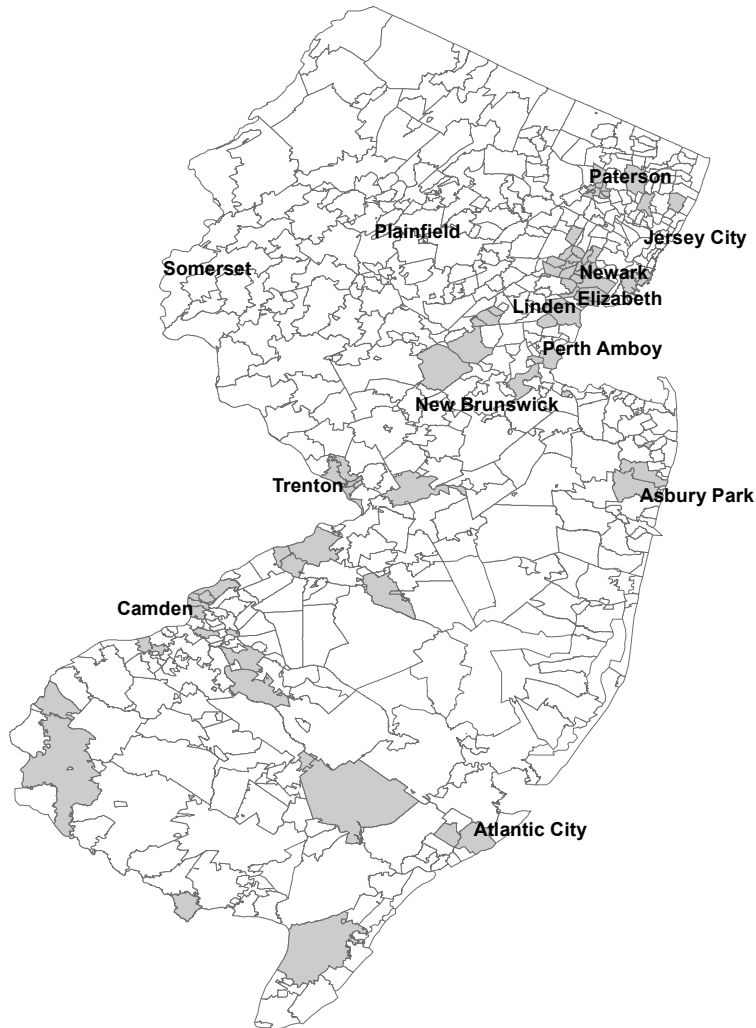 Paterson
Plainfield
Jersey City
Somerset
Newark
Elizabeth
Linden
Perth Amboy
New Brunswick
Trenton
Asbury Park
Camden
Atlantic City